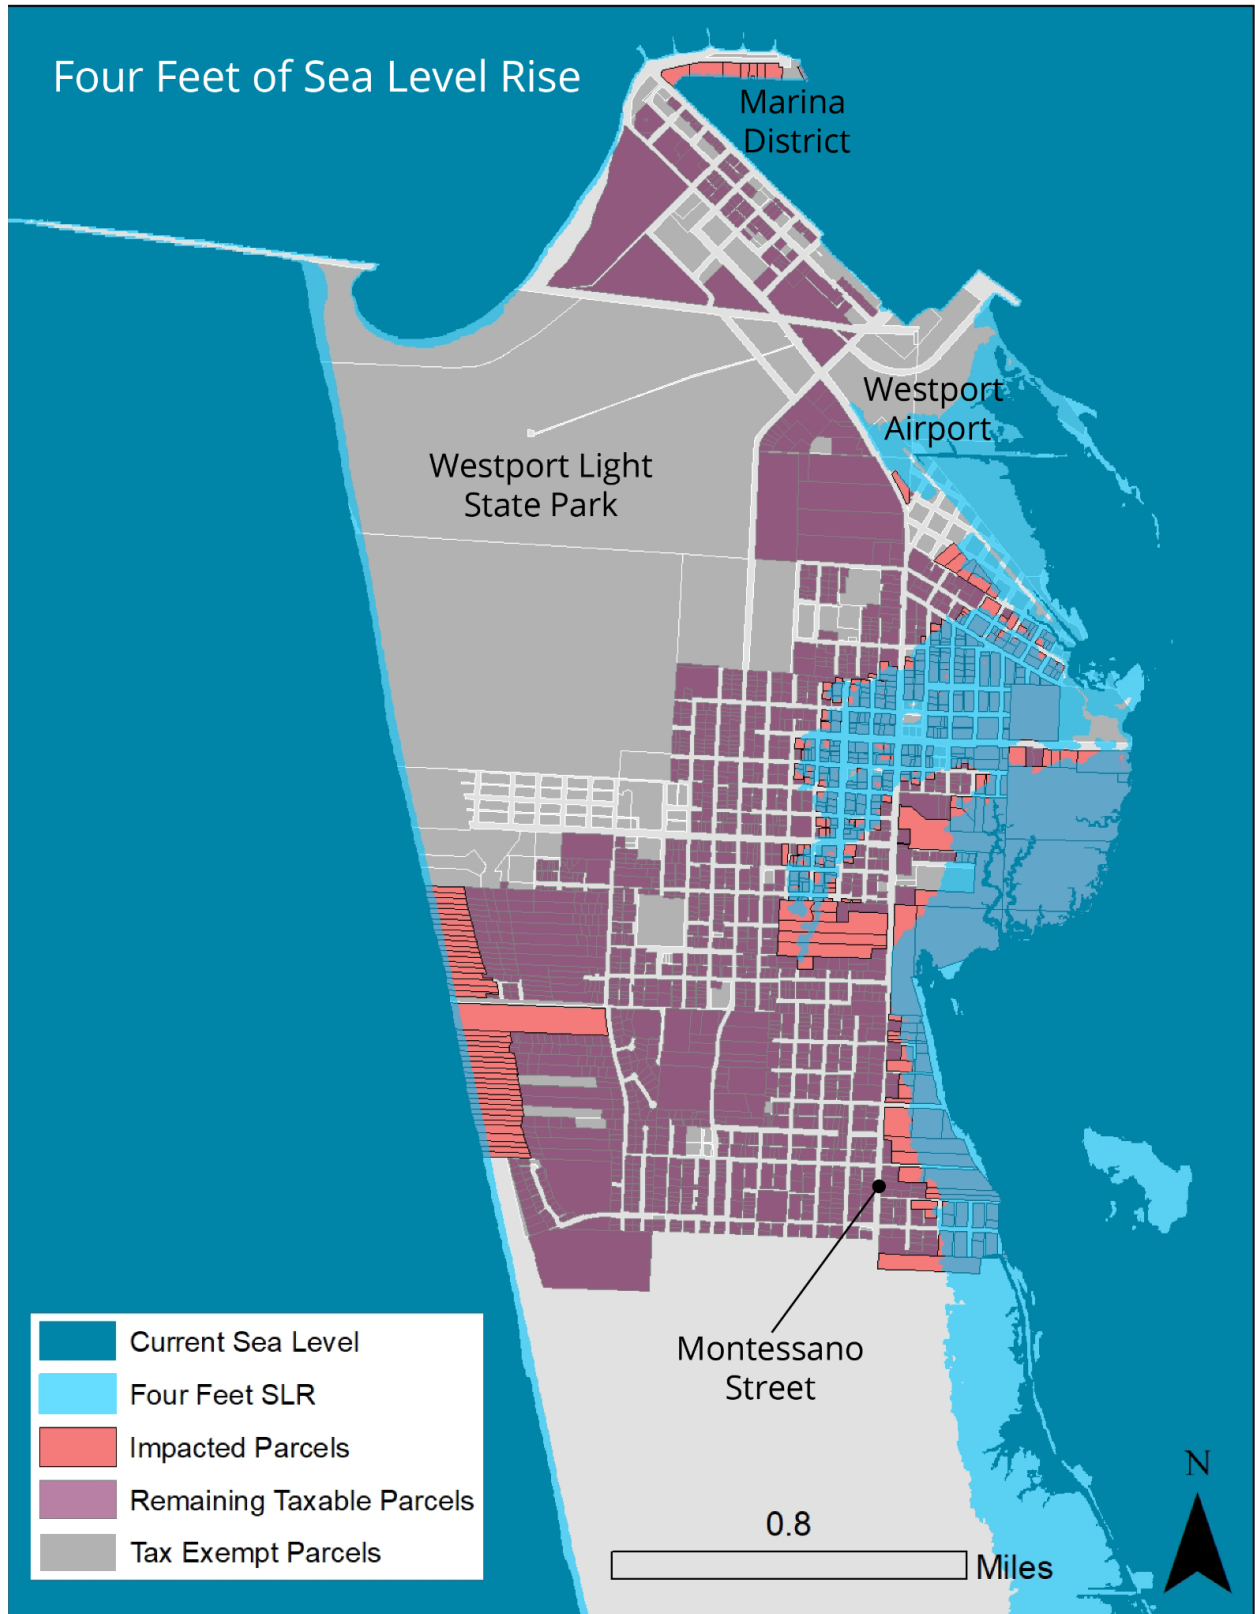 Four Feet of Sea Level Rise
Marina
District
Westport
Airport
Westport Light
State Park
Montessano
Street
Current Sea Level
Four Feet SLR
Impacted Parcels
Remaining Taxable Parcels
Tax Exempt Parcels
0.8
Miles
N